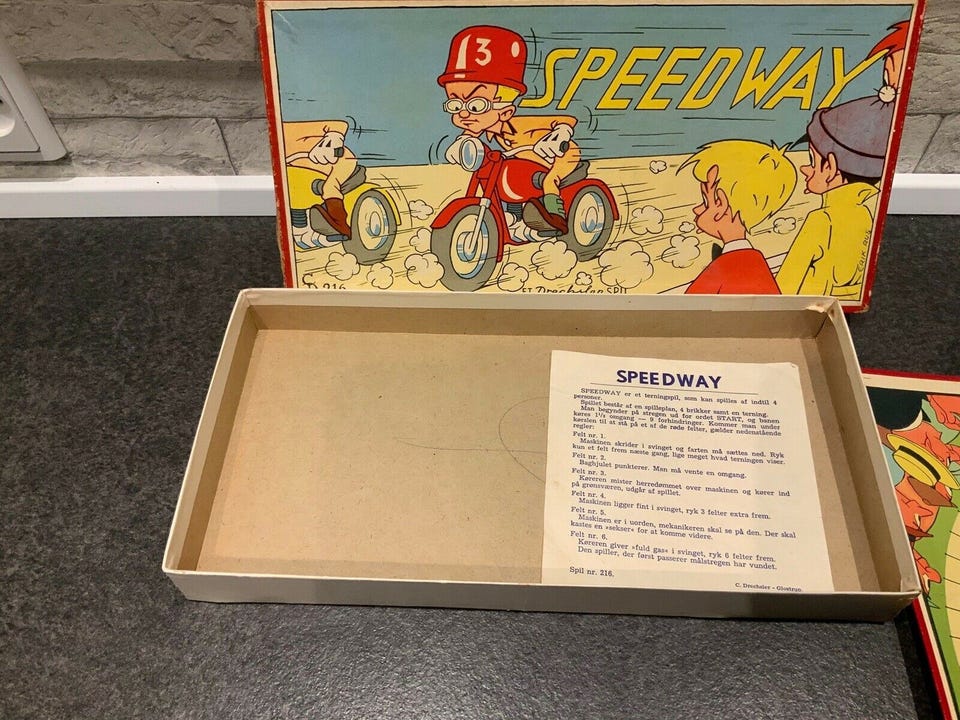 13
SPEEDWAY
ERIK RUS
216
ET Drechsler SPIL
SPEEDWAY
SPEEDWAY er et terningspil, som kan spilles af indtil 4
personer.
Spillet består af en spilleplan, 4 brikker samt en terning.
Man begynder på stregen ud for ordet START, og banen
køres 1½ omgang — 9 forhindringer. Kommer man under
kørslen til at stå på et af de røde felter, gælder nedenstående
regler:
Felt nr. 1.
Maskinen skrider i svinget og farten må sættes ned. Ryk
kun et felt frem næste gang, lige meget hvad terningen viser.
Felt nr. 2.
Baghjulet punkterer. Man må vente en omgang.
Felt nr. 3.
Køreren mister herredømmet over maskinen og kører ind
på grønsværen, udgår af spillet.
Felt nr. 4.
Maskinen ligger fint i svinget, ryk 3 felter extra frem.
Felt nr. 5.
Maskinen er i uorden, mekanikeren skal se på den. Der skal
kastes en »sekser« for at komme videre.
Felt nr. 6.
Køreren giver »fuld gas« i svinget, ryk 6 felter frem.
Den spiller, der først passerer målstregen har vundet.
Spil nr. 216.
C. Drechsler - Glostrup.